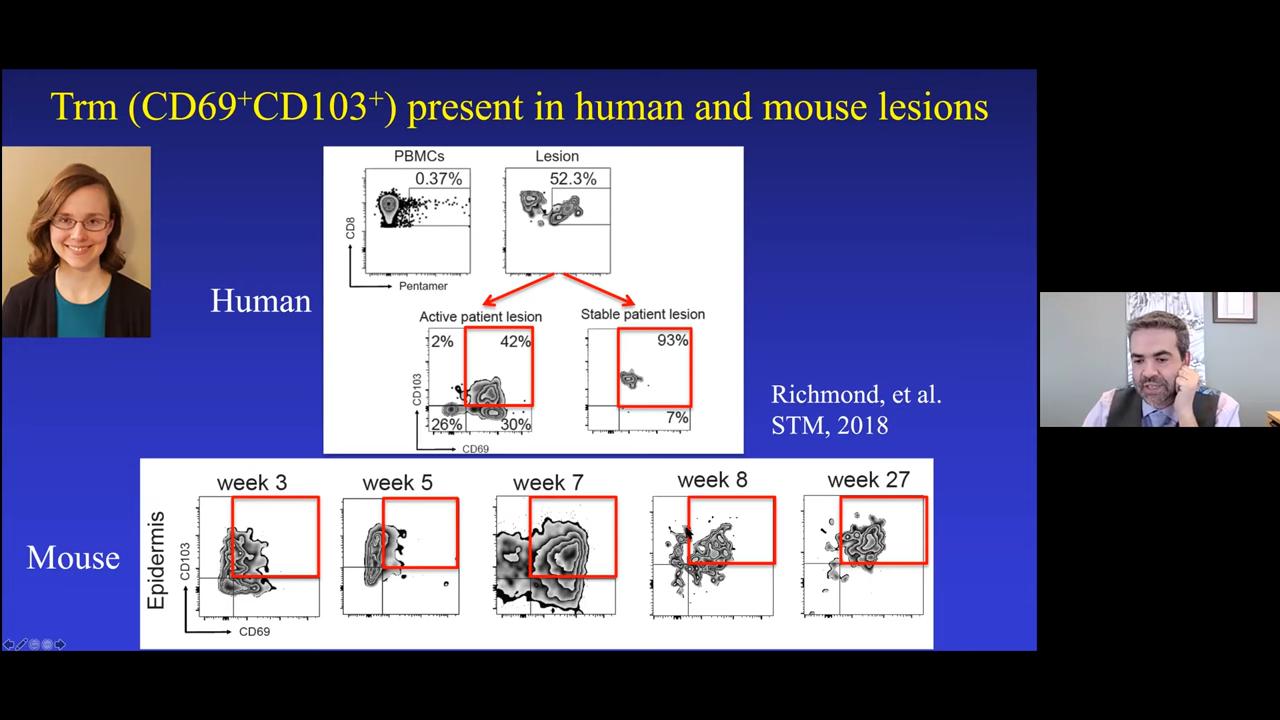 Trm (CD69+CD103+) present in human and mouse lesions
PBMCs
Lesion
0.37%
52.3%
CD8
Pentamer
Human
Active patient lesion
Stable patient lesion
2%
42%
93%
CD103
26%
30%
7%
CD69
Richmond, et al.
STM, 2018
week 3
week 5
week 7
week 8
week 27
Mouse
Epidermis
CD103
CD69